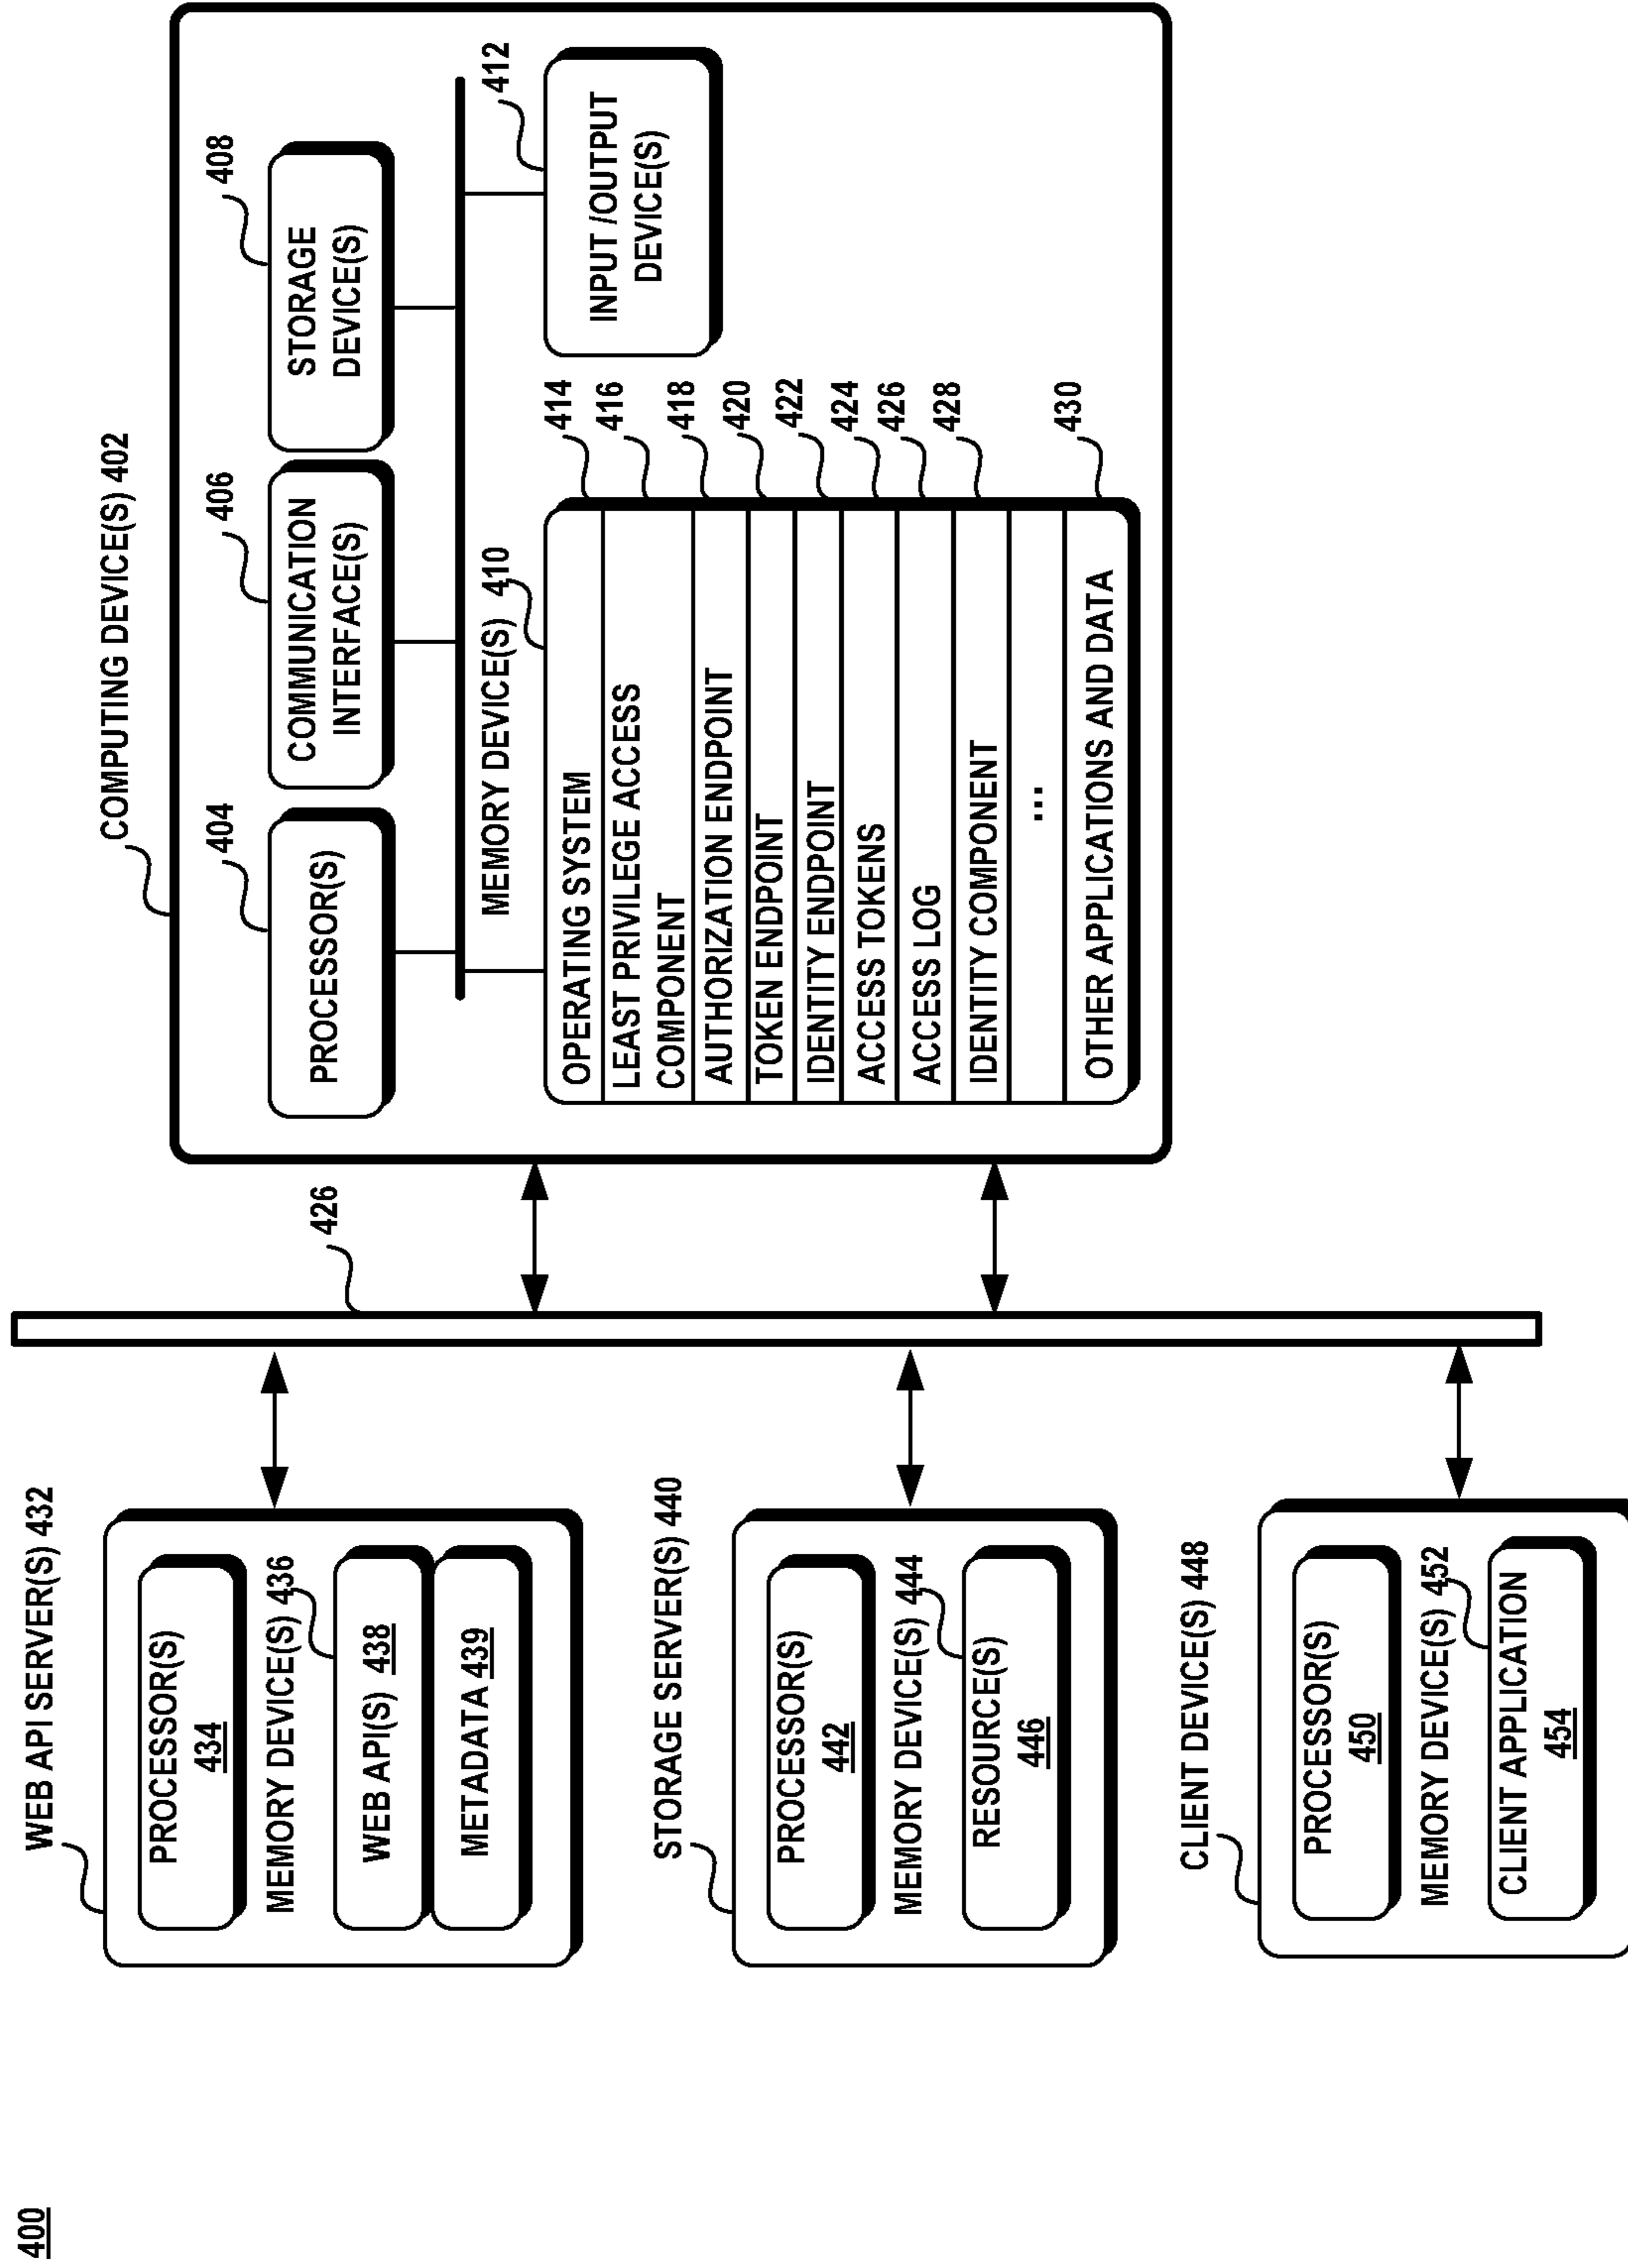 400
WEB API SERVER(S) 432
PROCESSOR(S)
434
MEMORY DEVICE(S) 436
WEB API(S) 438
METADATA 439
STORAGE SERVER(S) 440
PROCESSOR(S)
442
MEMORY DEVICE(S) 444
RESOURCE(S)
446
CLIENT DEVICE(S) 448
PROCESSOR(S)
450
MEMORY DEVICE(S) 452
CLIENT APPLICATION
454
426
COMPUTING DEVICE(S) 402
404
PROCESSOR(S)
406
COMMUNICATION
INTERFACE(S)
408
STORAGE
DEVICE(S)
MEMORY DEVICE(S) 410
412
INPUT /OUTPUT
DEVICE(S)
OPERATING SYSTEM
414
LEAST PRIVILEGE ACCESS
COMPONENT
416
AUTHORIZATION ENDPOINT
418
TOKEN ENDPOINT
420
IDENTITY ENDPOINT
422
ACCESS TOKENS
424
ACCESS LOG
426
IDENTITY COMPONENT
428
...
OTHER APPLICATIONS AND DATA
430